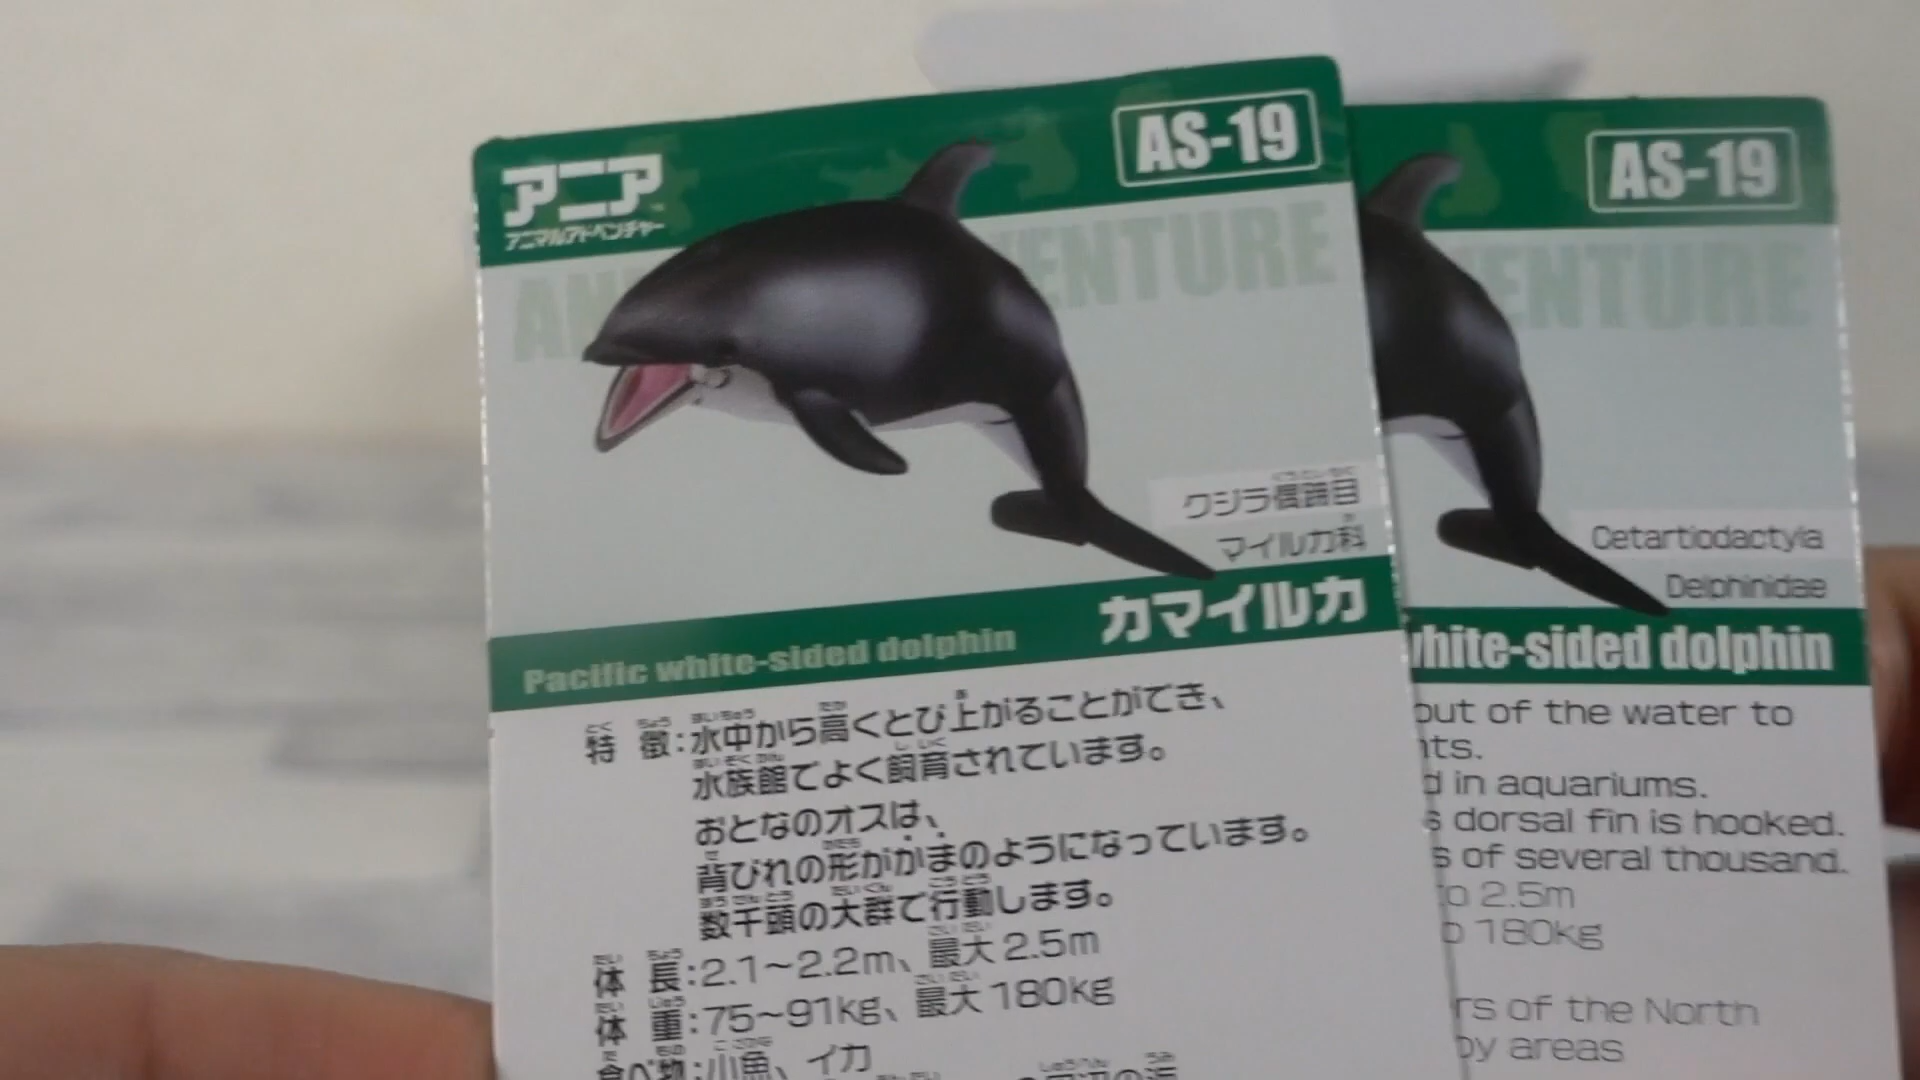 アニア
アニマルアドベンチャー
AS-19
VENTURE
クジラ偶蹄目
マイルカ科
Pacific white-sided dolphin
カマイルカ
特徴:水中から高くとび上がることができ、
水族館でよく飼育されています。
おとなのオスは、
背びれの形がかまのようになっています。
数千頭の大群で行動します。
体長:2.1～2.2m、最大2.5m
体重:75～91kg、最大180kg
食べ物:小魚、イカ
AS-19
ENTURE
Cetartiodactyla
Delphinidae
white-sided dolphin
out of the water to
in aquariums.
dorsal fin is hooked.
of several thousand.
2.5m
180kg
of the North
by areas